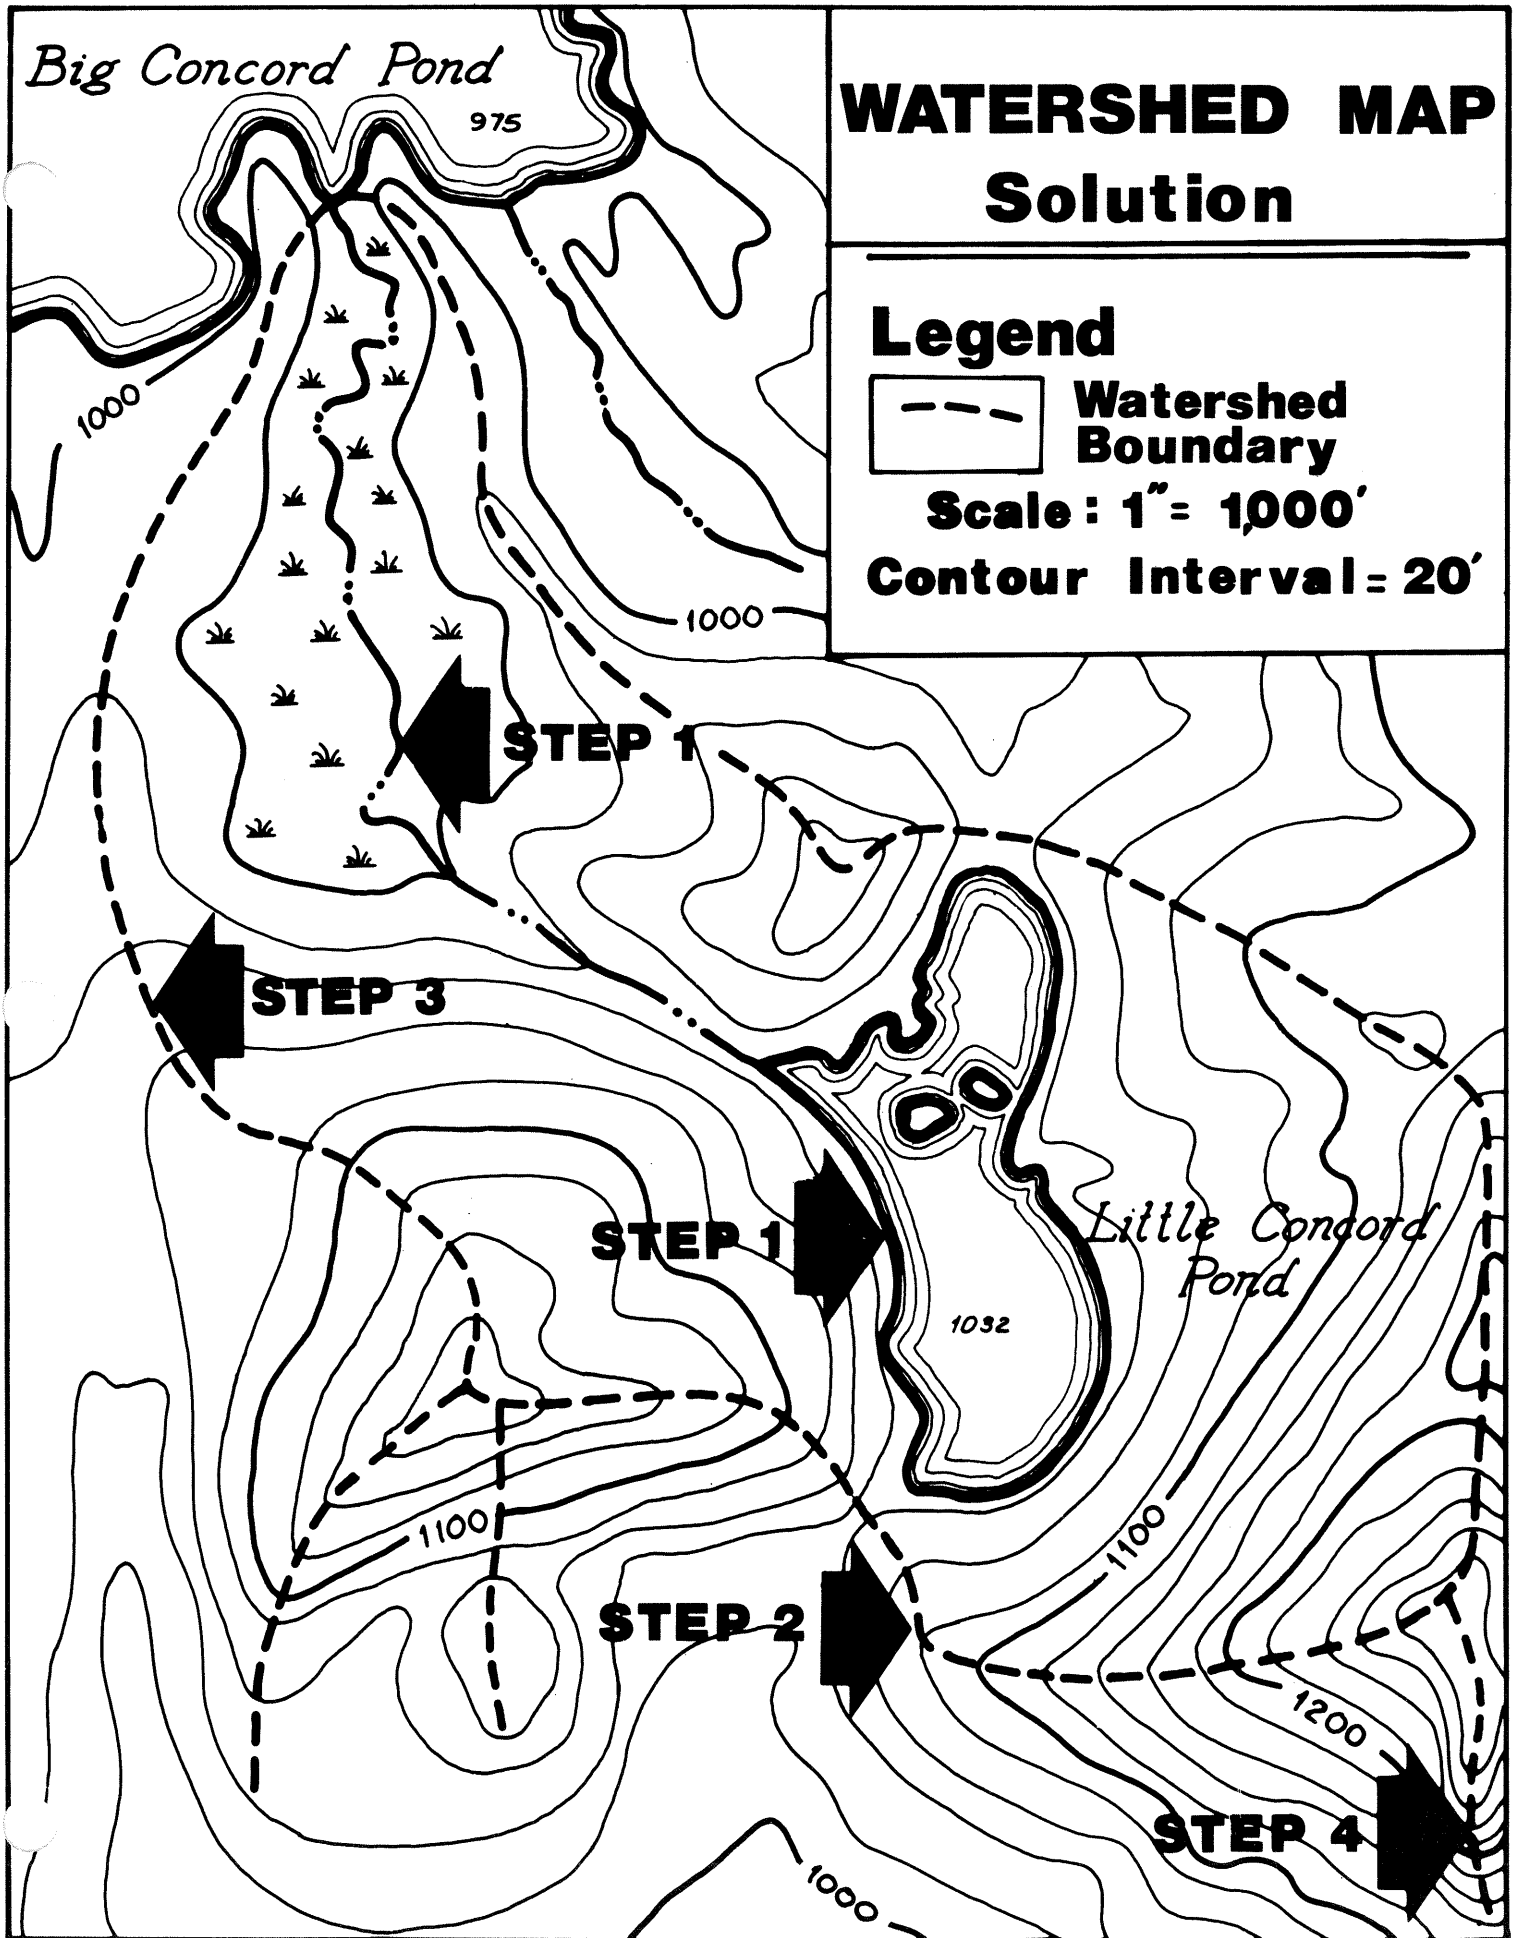 Big Concord Pond
975
WATERSHED MAP
Solution
Legend
Watershed
Boundary
Scale: 1"= 1,000'
Contour Interval= 20'
1000
1000
STEP 1
STEP 3
STEP 1
Little Concord
Pond
1032
1100
1100
STEP 2
1200
STEP 4
1000